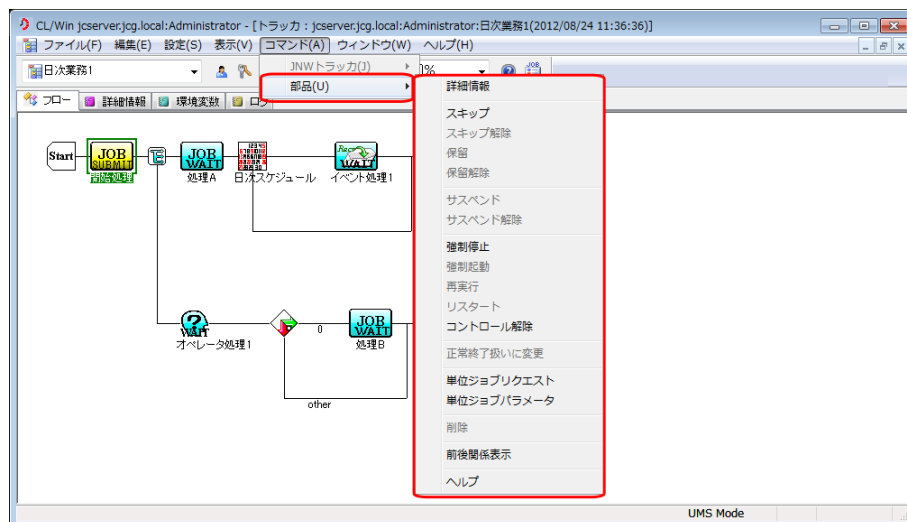 CL/Win jcserver.jcg.local:Administrator - [トラッカ : jcserver.jcg.local:Administrator:日次業務1(2012/08/24 11:36:36)]
ファイル(F) 編集(E) 設定(S) 表示(V) コマンド(A) ウィンドウ(W) ヘルプ(H)
日次業務1
JNWトラッカ(J)
部品(U)
フロー 詳細情報 環境変数
詳細情報
スキップ
スキップ解除
保留
保留解除
サスペンド
サスペンド解除
強制停止
強制起動
再実行
リスタート
コントロール解除
正常終了扱いに変更
単位ジョブリクエスト
単位ジョブパラメータ
削除
前後関係表示
ヘルプ
Start
JOB
SUBMIT
JOB
WAIT
処理A
日次スケジュール
WAIT
イベント処理1
WAIT
オペレータ処理1
0
JOB
WAIT
処理B
other
UMS Mode